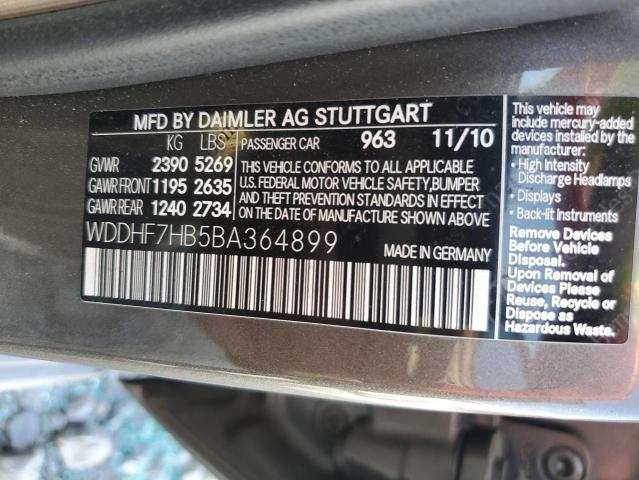 MFD BY DAIMLER AG STUTTGART
KG LBS PASSENGER CAR 963 11/10
GVWR 2390 5269
GAWR FRONT 1195 2635
GAWR REAR 1240 2734
THIS VEHICLE CONFORMS TO ALL APPLICABLE
U.S. FEDERAL MOTOR VEHICLE SAFETY, BUMPER
AND THEFT PREVENTION STANDARDS IN EFFECT
ON THE DATE OF MANUFACTURE SHOWN ABOVE.
WDDHF7HB5BA364899
MADE IN GERMANY
This vehicle may
include mercury-added
devices installed by the
manufacturer:
• High Intensity
Discharge Headlamps
• Displays
• Back-lit Instruments
Remove Devices
Before Vehicle
Disposal.
Upon Removal of
Devices Please
Reuse, Recycle or
Dispose as
Hazardous Waste.